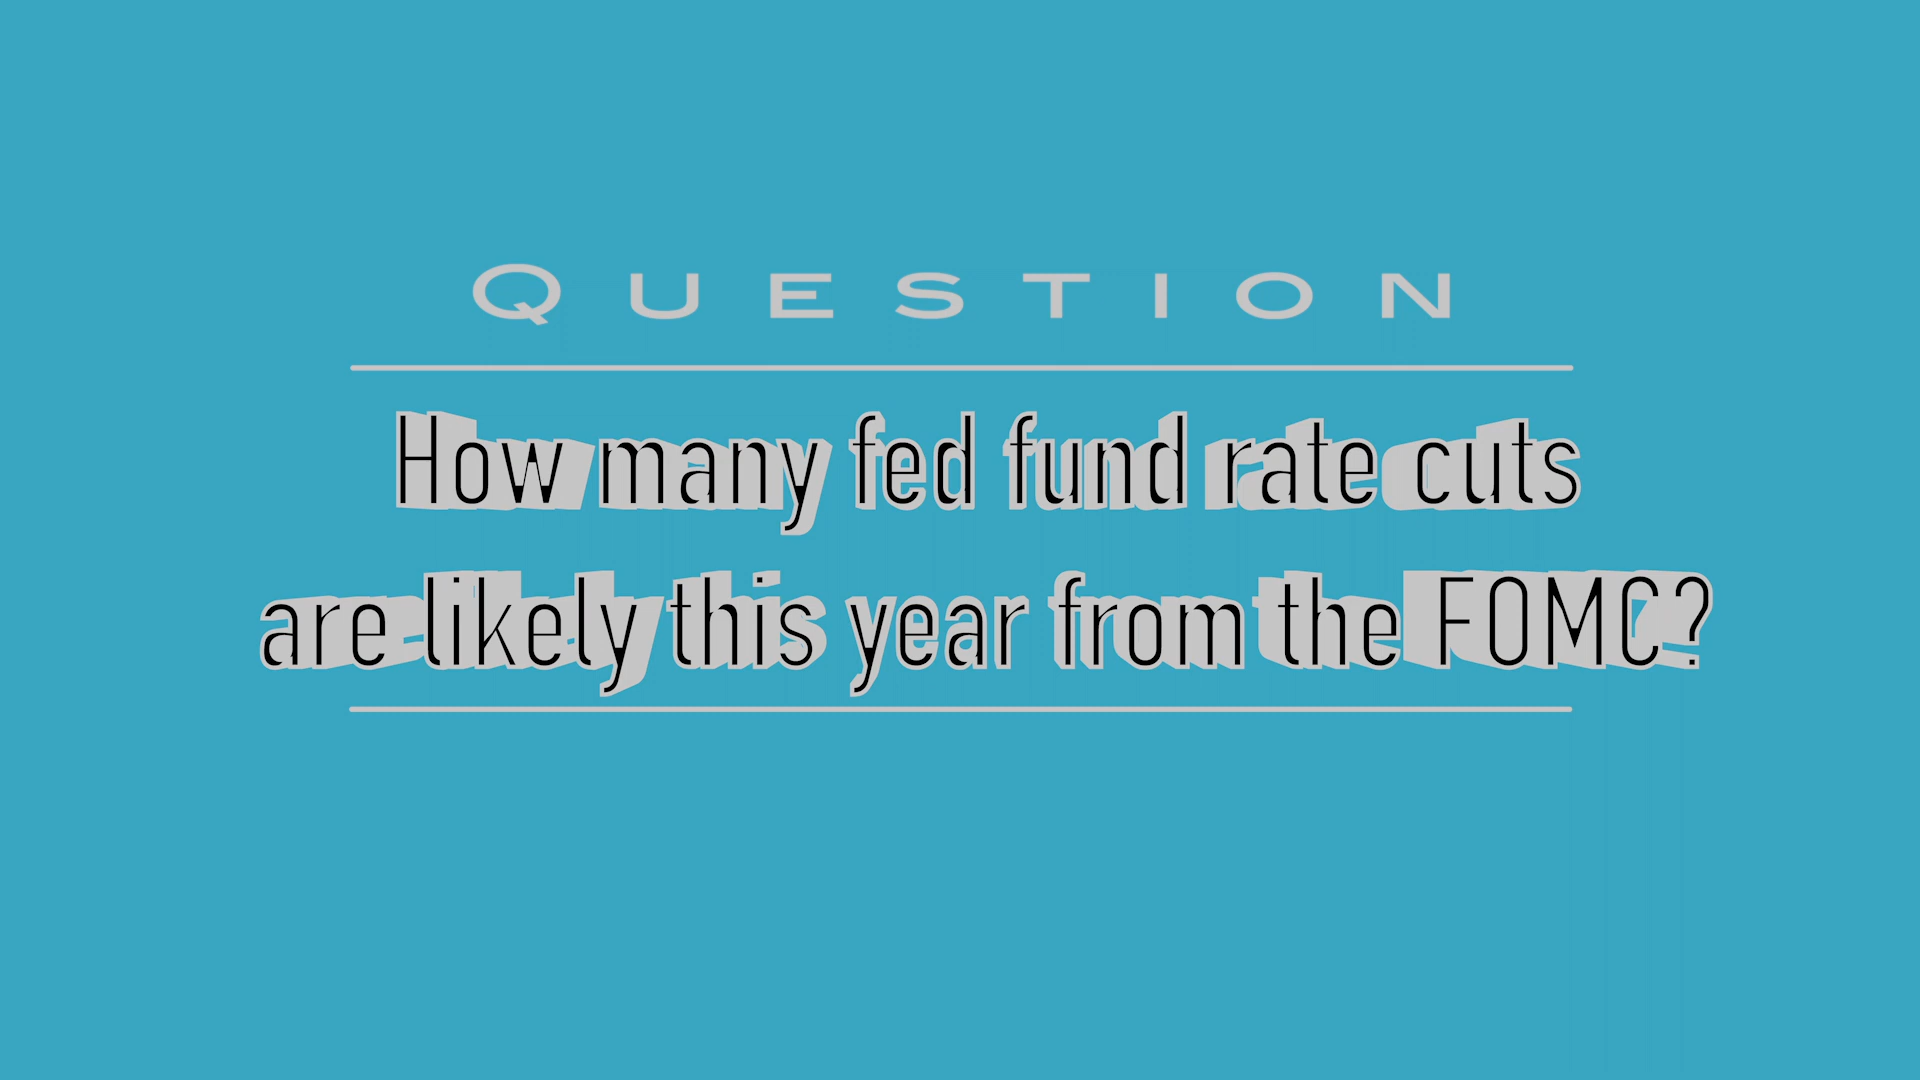 QUESTION
How many fed fund rate cuts
are likely this year from the FOMC?